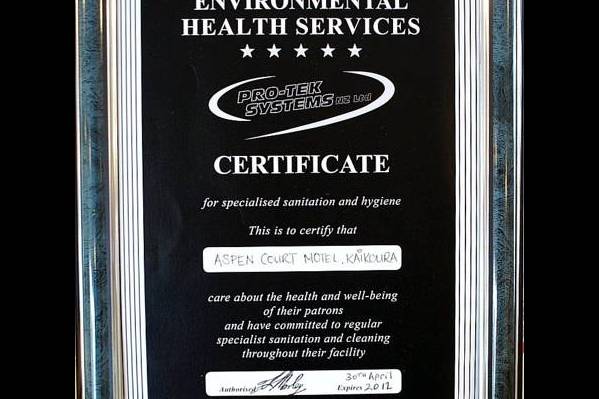 ENVIRONMENTAL
HEALTH SERVICES
PRO-TEK
SYSTEMS NZ Ltd
CERTIFICATE
for specialised sanitation and hygiene
This is to certify that
ASPEN COURT MOTEL, KAIKOURA
care about the health and well-being
of their patrons
and have committed to regular
specialist sanitation and cleaning
throughout their facility
30TH April
Authorised Expires 2012